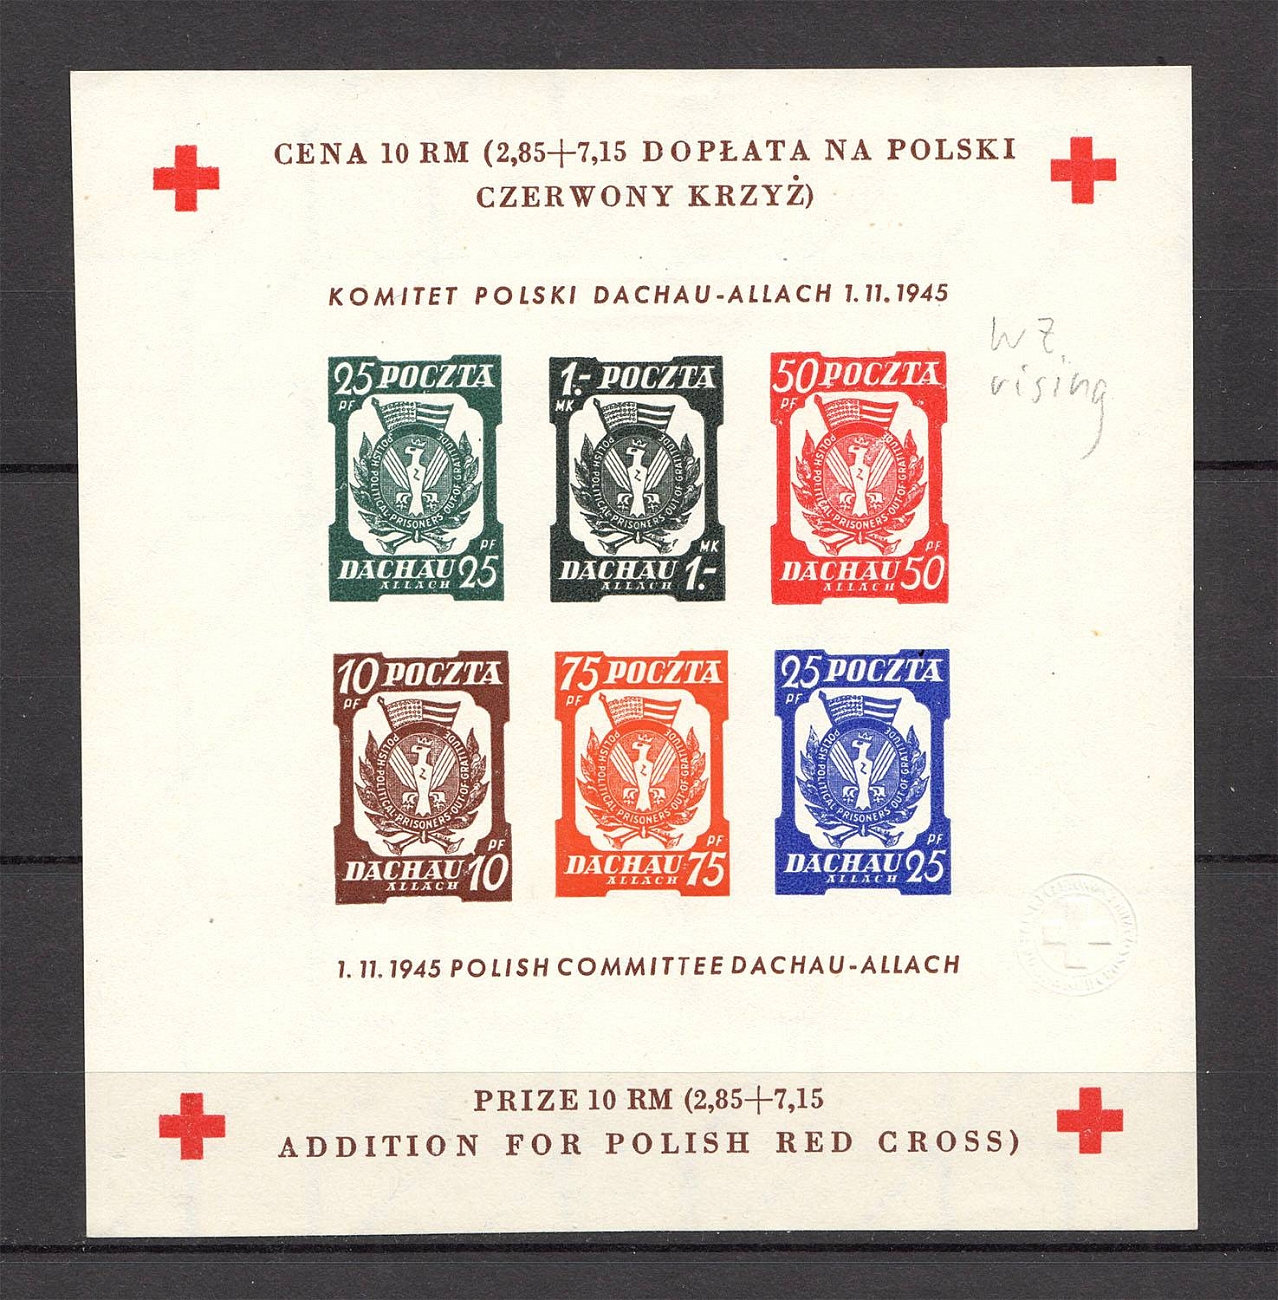 CENA 10 RM (2,85+7,15 DOPŁATA NA POLSKI
CZERWONY KRZYŻ)
KOMITET POLSKI DACHAU-ALLACH 1.11.1945
wz
rising
25 POCZTA
PF
POLISH·POLITICAL·PRISONERS·OUT·OF·GRATITUDE
PF
DACHAU 25
ALLACH
1.- POCZTA
MK
POLISH·POLITICAL·PRISONERS·OUT·OF·GRATITUDE
MK
DACHAU 1.-
ALLACH
50 POCZTA
PF
POLISH·POLITICAL·PRISONERS·OUT·OF·GRATITUDE
PF
DACHAU 50
ALLACH
10 POCZTA
PF
POLISH·POLITICAL·PRISONERS·OUT·OF·GRATITUDE
PF
DACHAU 10
ALLACH
75 POCZTA
PF
POLISH·POLITICAL·PRISONERS·OUT·OF·GRATITUDE
PF
DACHAU 75
ALLACH
25 POCZTA
PF
POLISH·POLITICAL·PRISONERS·OUT·OF·GRATITUDE
PF
DACHAU 25
ALLACH
1.11.1945 POLISH COMMITTEE DACHAU-ALLACH
PRIZE 10 RM (2,85+7,15
ADDITION FOR POLISH RED CROSS)